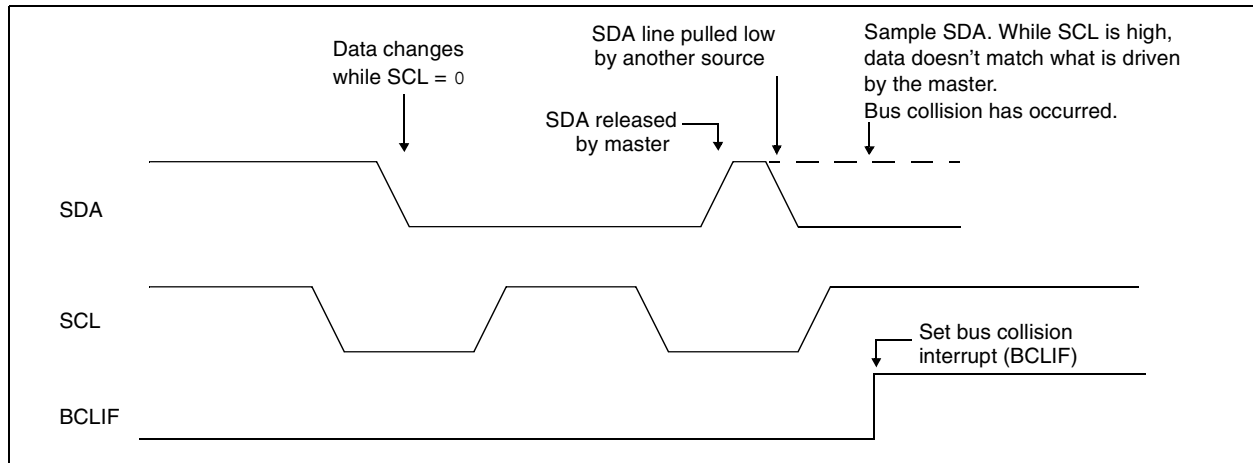 Data changes
while SCL = 0
SDA line pulled low
by another source
Sample SDA. While SCL is high,
data doesn’t match what is driven
by the master.
Bus collision has occurred.
SDA released
by master
SDA
SCL
Set bus collision
interrupt (BCLIF)
BCLIF